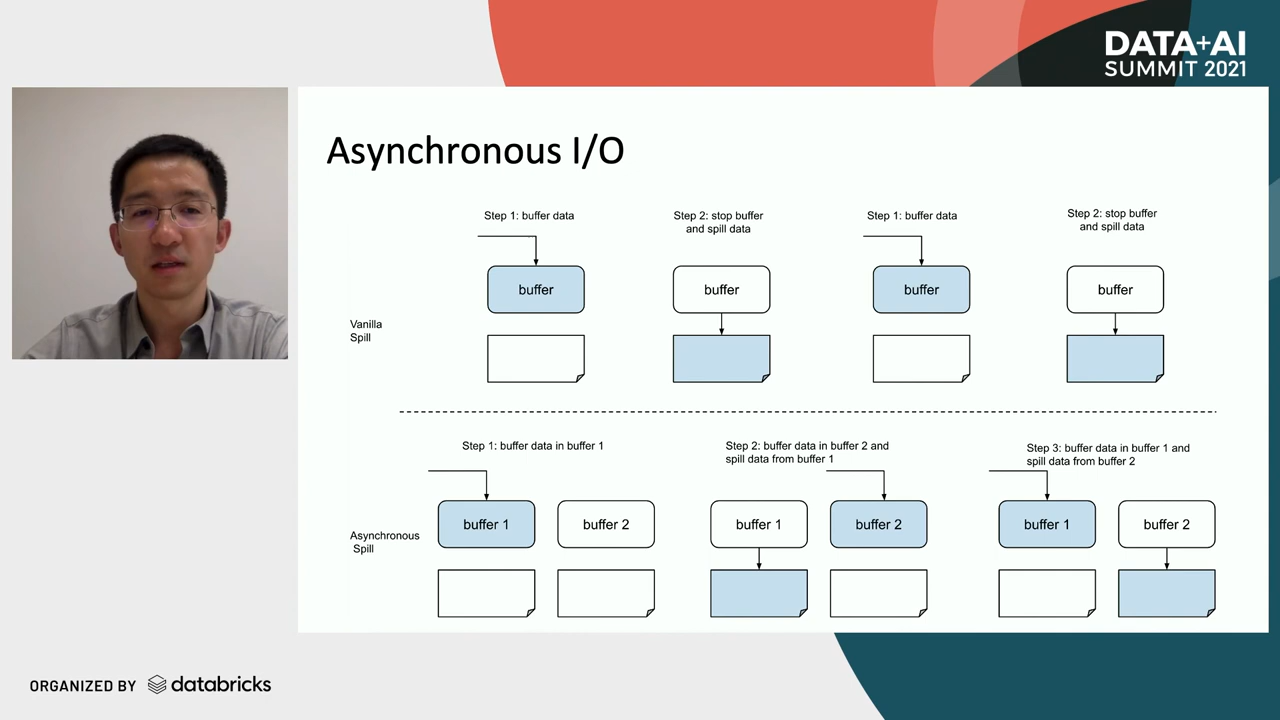 DATA+AI
SUMMIT 2021
Asynchronous I/O
Step 1: buffer data
Step 2: stop buffer
and spill data
Step 1: buffer data
Step 2: stop buffer
and spill data
buffer
buffer
buffer
buffer
Vanilla
Spill
Step 1: buffer data in buffer 1
Step 2: buffer data in buffer 2 and
spill data from buffer 1
Step 3: buffer data in buffer 1 and
spill data from buffer 2
buffer 1
buffer 2
buffer 1
buffer 2
buffer 1
buffer 2
Asynchronous
Spill
ORGANIZED BY databricks